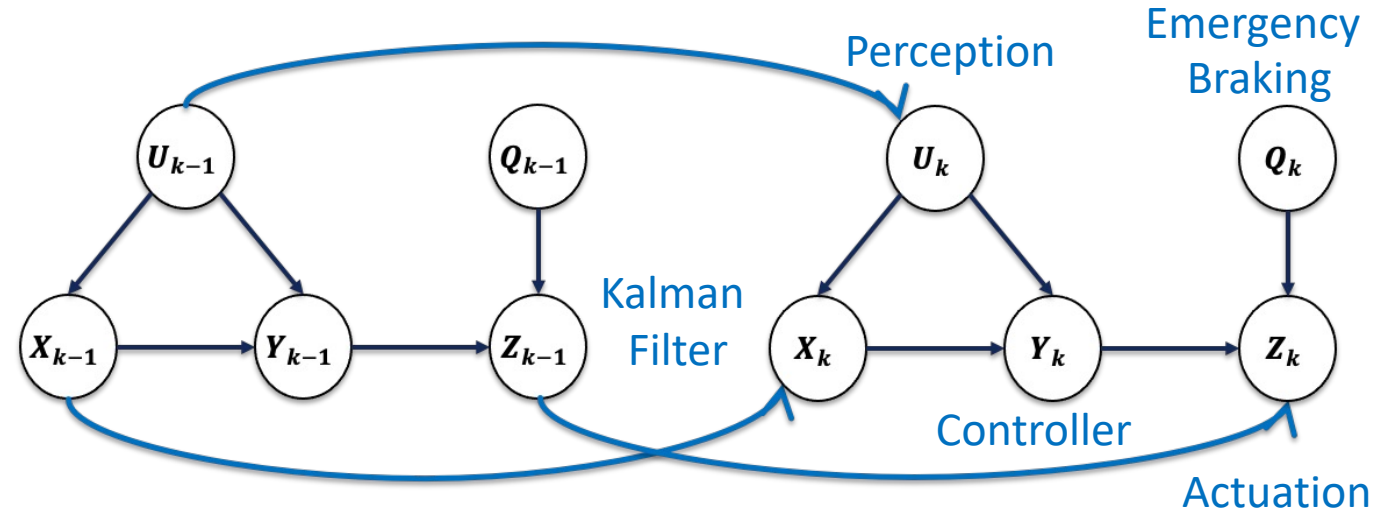 Emergency
Braking
Perception
U_{k-1}
Q_{k-1}
U_k
Q_k
Kalman
Filter
X_{k-1}
Y_{k-1}
Z_{k-1}
X_k
Y_k
Z_k
Controller
Actuation